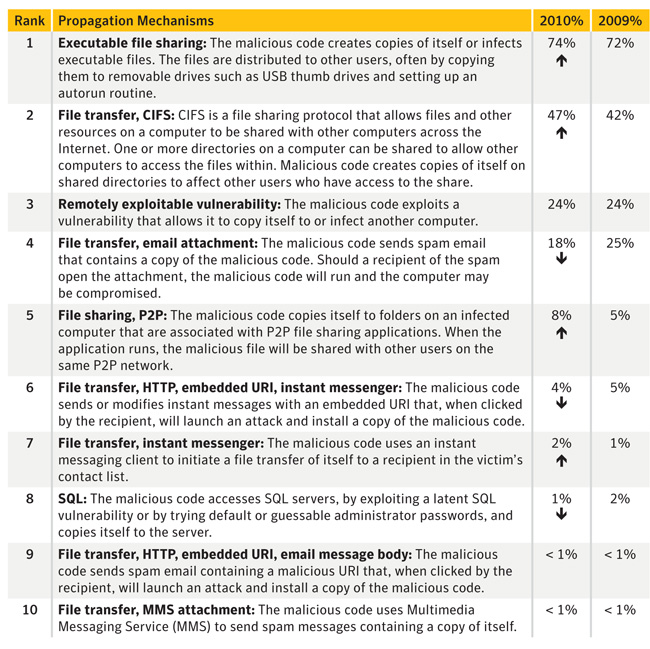 Rank Propagation Mechanisms 2010% 2009%
1 Executable file sharing: The malicious code creates copies of itself or infects 74% 72%
executable files. The files are distributed to other users, often by copying
them to removable drives such as USB thumb drives and setting up an
autorun routine.
2 File transfer, CIFS: CIFS is a file sharing protocol that allows files and other 47% 42%
resources on a computer to be shared with other computers across the
Internet. One or more directories on a computer can be shared to allow other
computers to access the files within. Malicious code creates copies of itself on
shared directories to affect other users who have access to the share.
3 Remotely exploitable vulnerability: The malicious code exploits a 24% 24%
vulnerability that allows it to copy itself to or infect another computer.
4 File transfer, email attachment: The malicious code sends spam email 18% 25%
that contains a copy of the malicious code. Should a recipient of the spam
open the attachment, the malicious code will run and the computer may
be compromised.
5 File sharing, P2P: The malicious code copies itself to folders on an infected 8% 5%
computer that are associated with P2P file sharing applications. When the
application runs, the malicious file will be shared with other users on the
same P2P network.
6 File transfer, HTTP, embedded URI, instant messenger: The malicious code 4% 5%
sends or modifies instant messages with an embedded URI that, when clicked
by the recipient, will launch an attack and install a copy of the malicious code.
7 File transfer, instant messenger: The malicious code uses an instant 2% 1%
messaging client to initiate a file transfer of itself to a recipient in the victim's
contact list.
8 SQL: The malicious code accesses SQL servers, by exploiting a latent SQL 1% 2%
vulnerability or by trying default or guessable administrator passwords, and
copies itself to the server.
9 File transfer, HTTP, embedded URI, email message body: The malicious < 1% < 1%
code sends spam email containing a malicious URI that, when clicked by the
recipient, will launch an attack and install a copy of the malicious code.
10 File transfer, MMS attachment: The malicious code uses Multimedia < 1% < 1%
Messaging Service (MMS) to send spam messages containing a copy of itself.